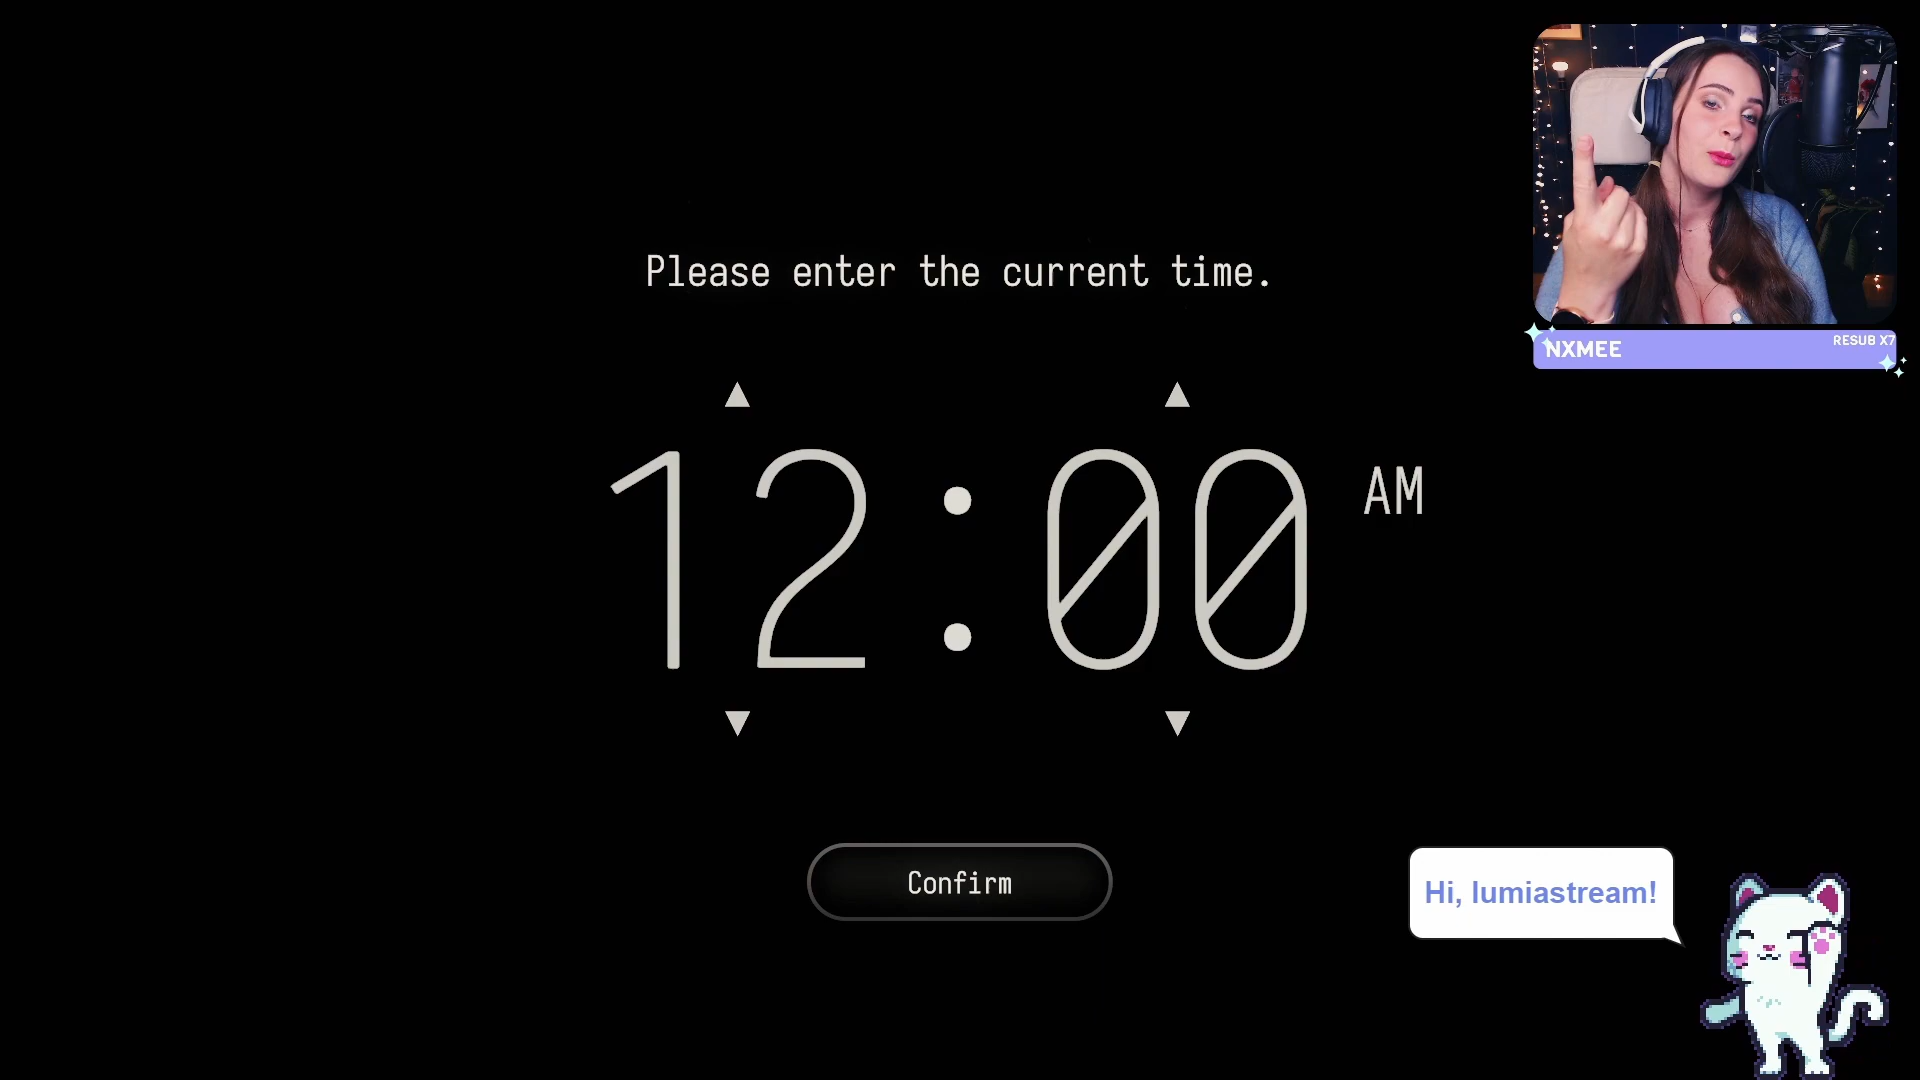 Please enter the current time.
12:00 AM
Confirm
NXMEE
RESUB X7
Hi, lumiastream!